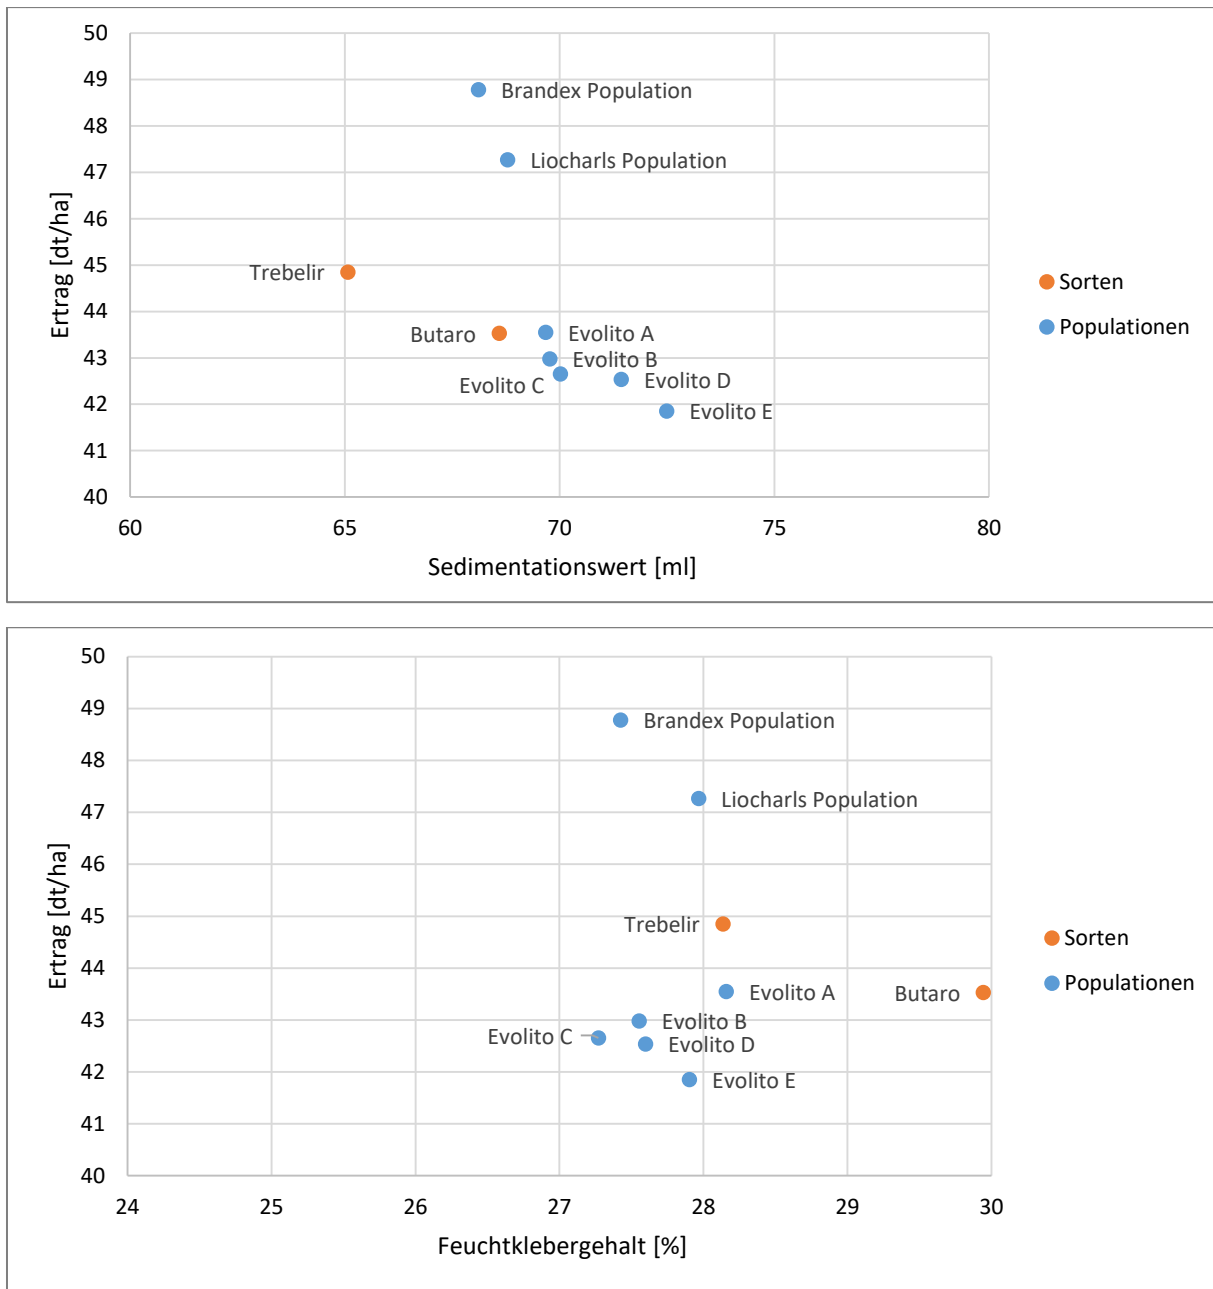 50
49
Brandex Population
48
Liocharls Population
47
46
Trebelir
45
44
Butaro
Evolito A
43
Evolito B
Evolito C
Evolito D
42
Evolito E
41
40
60
65
70
75
80
Ertrag [dt/ha]
Sedimentationswert [ml]
Sorten
Populationen
50
49
Brandex Population
48
Liocharls Population
47
46
45
Trebelir
44
Evolito A
Butaro
43
Evolito B
Evolito C
Evolito D
42
Evolito E
41
40
24
25
26
27
28
29
30
Ertrag [dt/ha]
Feuchtklebergehalt [%]
Sorten
Populationen